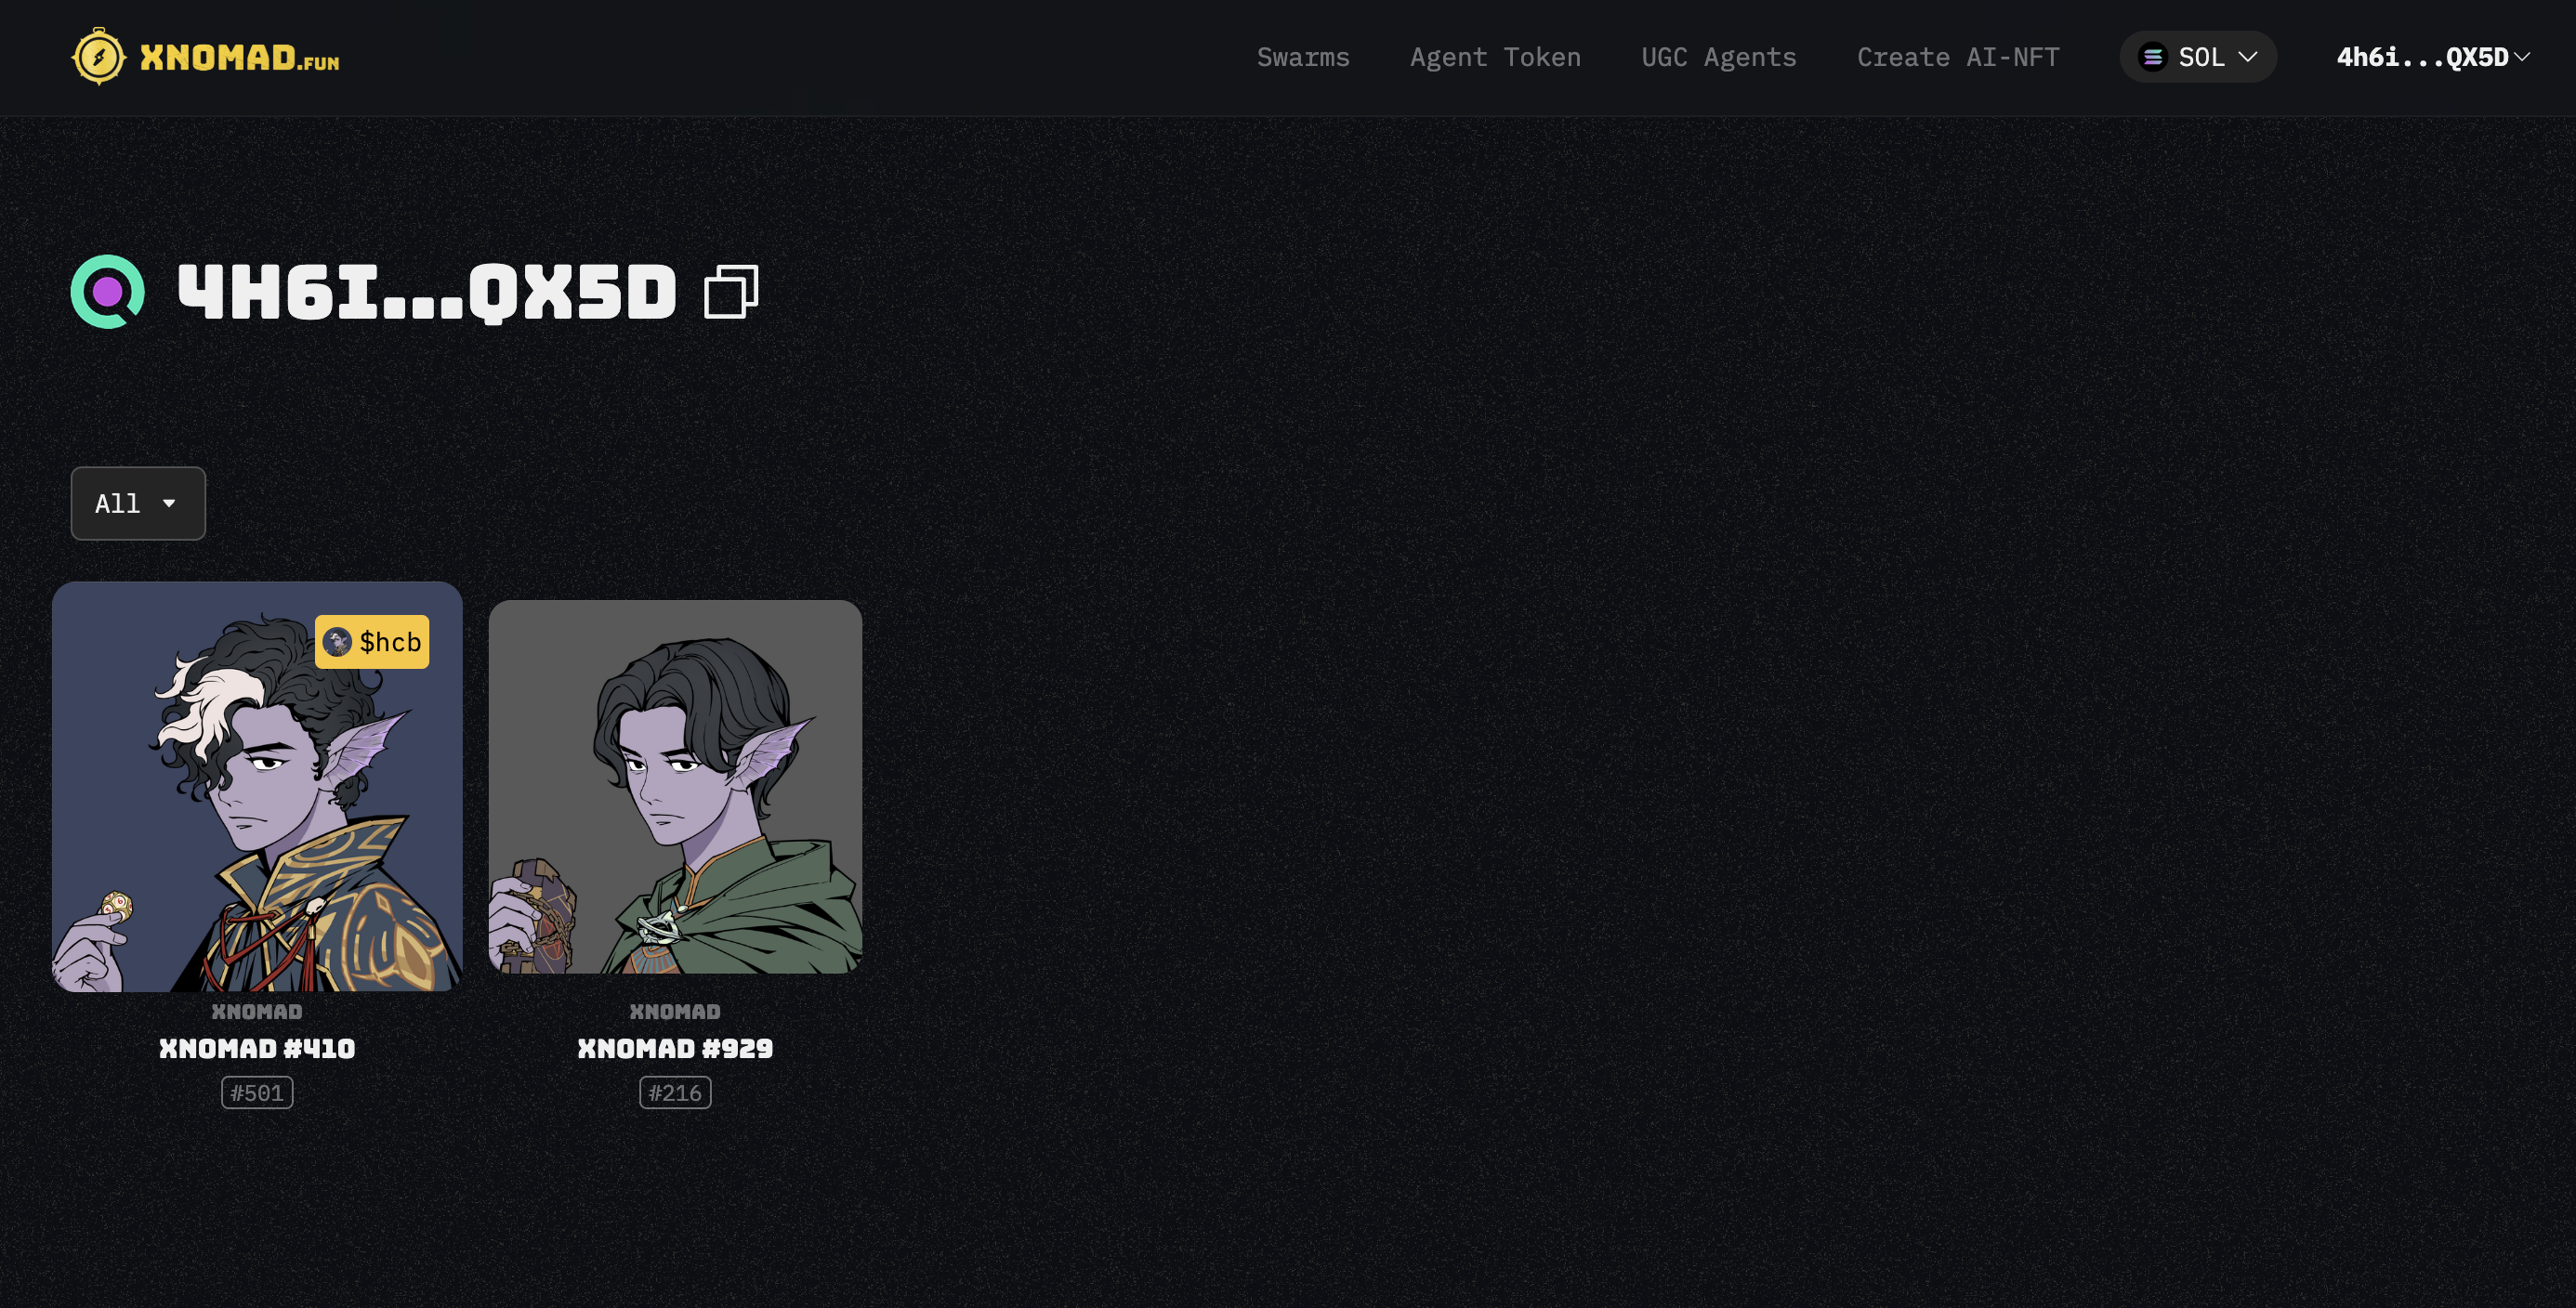 XNOMAD.FUN
Swarms
Agent Token
UGC Agents
Create AI-NFT
SOL
4h6i...QX5D
4H6I...QX5D
All
$hcb
XNOMAD
XNOMAD #410
#501
XNOMAD
XNOMAD #929
#216